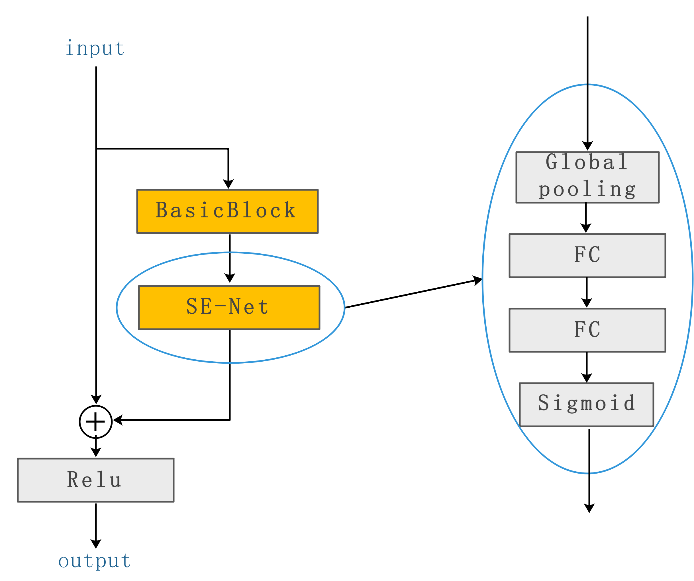 input
BasicBlock
SE-Net
Relu
output
Global
pooling
FC
FC
Sigmoid